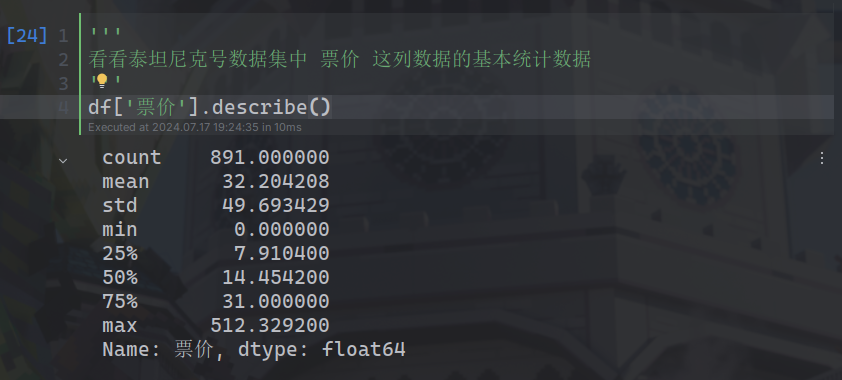 [24] 1 '''
2 看看泰坦尼克号数据集中 票价 这列数据的基本统计数据
3 ' '
4 df['票价'].describe()
Executed at 2024.07.17 19:24:35 in 10ms
count 891.000000
mean 32.204208
std 49.693429
min 0.000000
25% 7.910400
50% 14.454200
75% 31.000000
max 512.329200
Name: 票价, dtype: float64